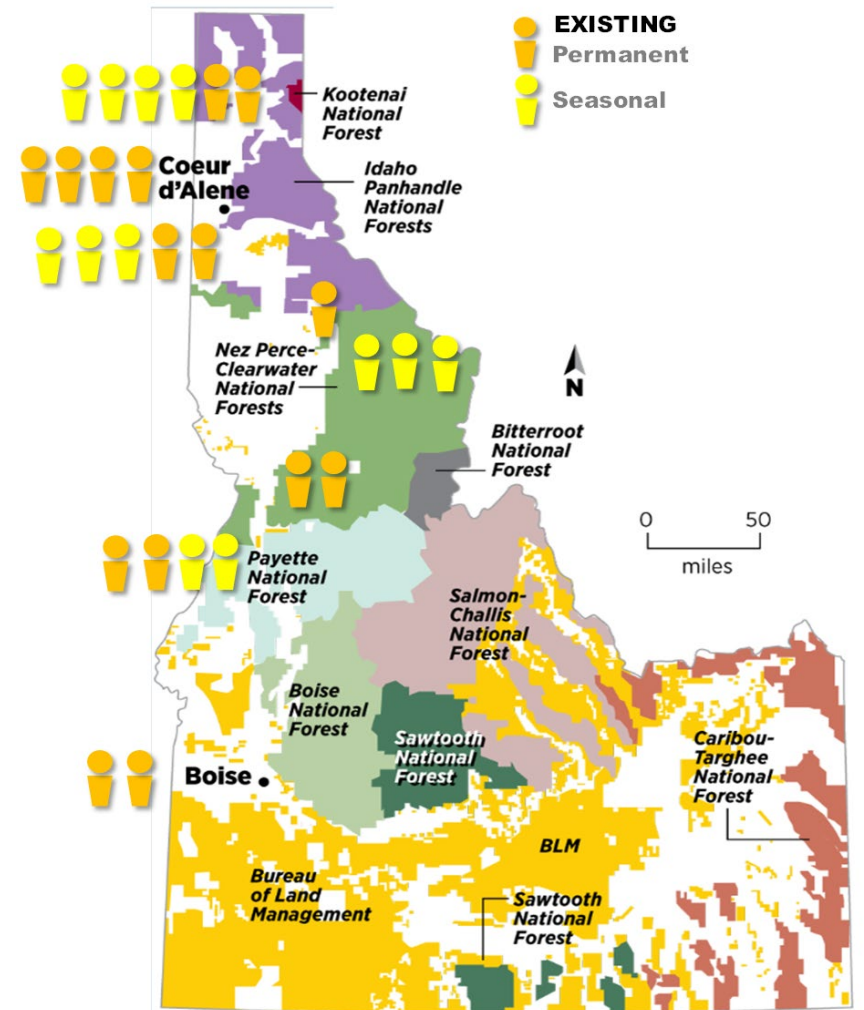 EXISTING
Permanent
Seasonal
Kootenai
National
Forest
Coeur
d’Alene
Idaho
Panhandle
National
Forests
Nez Perce-
Clearwater
National
Forests
N
Bitterroot
National
Forest
0 50
miles
Payette
National
Forest
Salmon-
Challis
National
Forest
Boise
National
Forest
Sawtooth
National
Forest
Caribou-
Targhee
National
Forest
Boise
BLM
Bureau
of Land
Management
Sawtooth
National
Forest